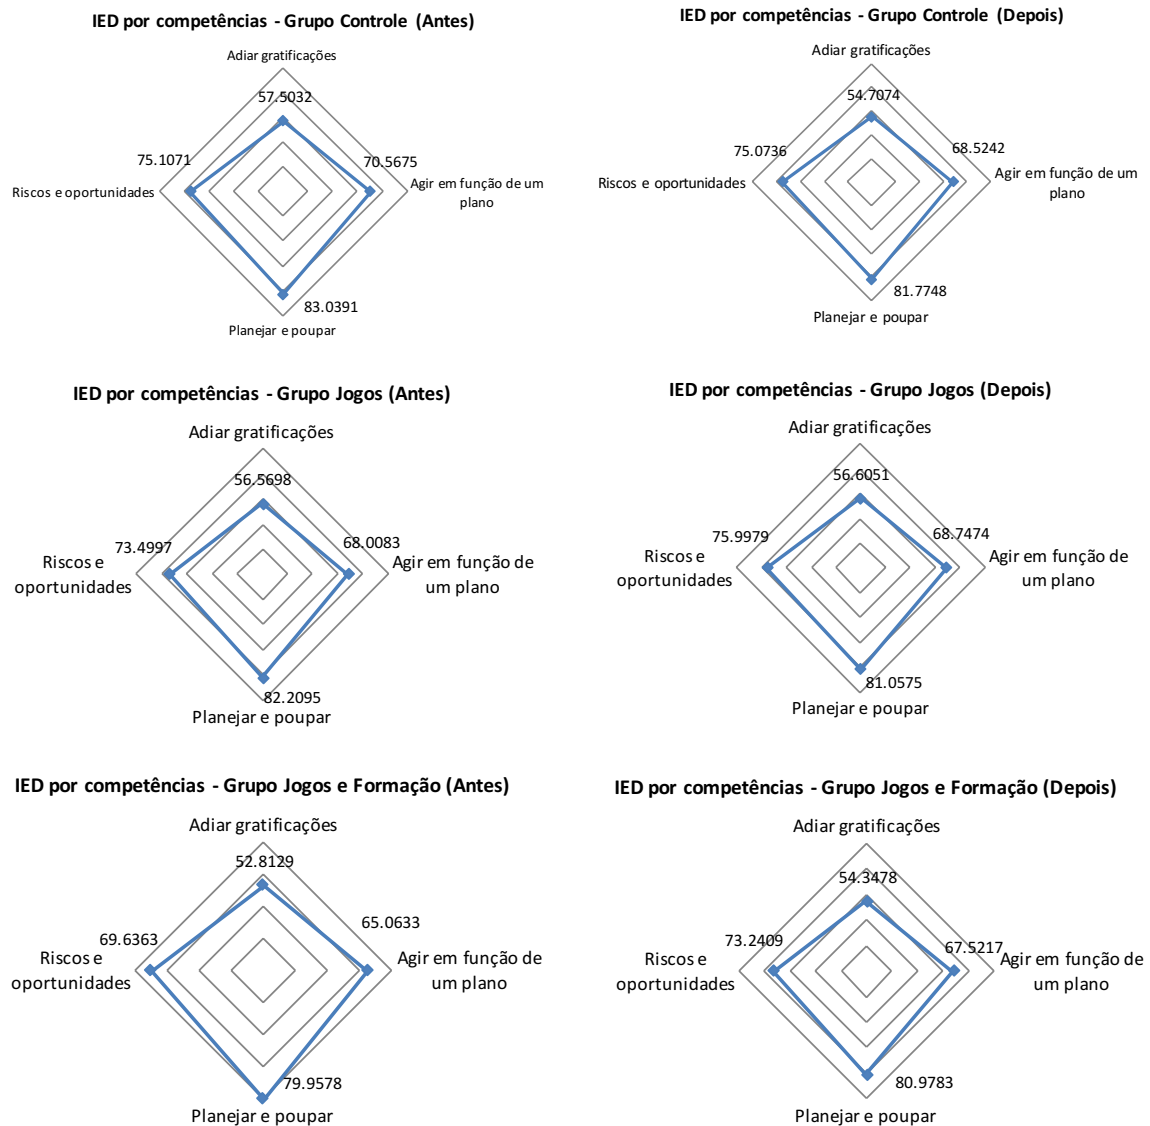 IED por competências - Grupo Controle (Antes)
Adiar gratificações
57.5032
75.1071
70.5675
Riscos e oportunidades
Agir em função de um
plano
83.0391
Planejar e poupar
IED por competências - Grupo Controle (Depois)
Adiar gratificações
54.7074
75.0736
68.5242
Riscos e oportunidades
Agir em função de um
plano
81.7748
Planejar e poupar
IED por competências - Grupo Jogos (Antes)
Adiar gratificações
56.5698
73.4997
68.0083
Riscos e
oportunidades
Agir em função de
um plano
82.2095
Planejar e poupar
IED por competências - Grupo Jogos (Depois)
Adiar gratificações
56.6051
75.9979
68.7474
Riscos e
oportunidades
Agir em função de
um plano
81.0575
Planejar e poupar
IED por competências - Grupo Jogos e Formação (Antes)
Adiar gratificações
52.8129
69.6363
65.0633
Riscos e
oportunidades
Agir em função de
um plano
79.9578
Planejar e poupar
IED por competências - Grupo Jogos e Formação (Depois)
Adiar gratificações
54.3478
73.2409
67.5217
Riscos e
oportunidades
Agir em função de
um plano
80.9783
Planejar e poupar